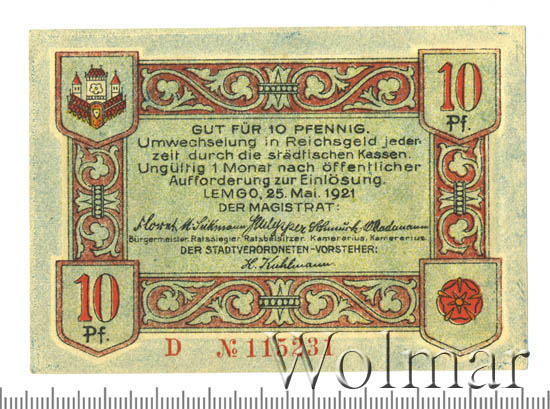 10 Pf.
GUT FÜR 10 PFENNIG.
Umwechselung in Reichsgeld jeder-
zeit durch die städtischen Kassen.
Ungültig 1 Monat nach öffentlicher
Aufforderung zur Einlösung.
LEMGO, 25. Mai. 1921
DER MAGISTRAT:
Bürgermeister. Ratssiegler. Ratsbeisitzer. Kamerarius. Kamerarius.
DER STADTVERORDNETEN-VORSTEHER:
H. Kuhlmann
10 Pf.
D № 115231
Wolmar